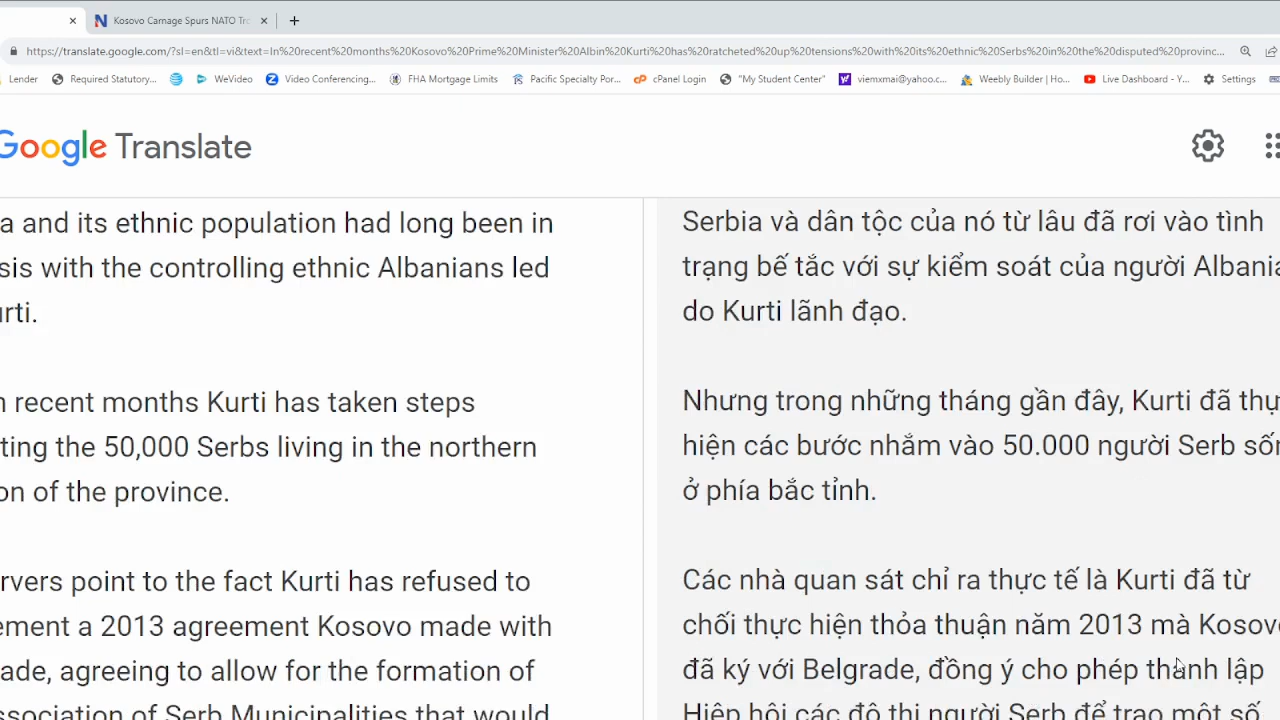 Kosovo Carnage Spurs NATO Tro
https://translate.google.com/?sl=en&tl=vi&text=In%20recent%20months%20Kosovo%20Prime%20Minister%20Albin%20Kurti%20has%20ratcheted%20up%20tensions%20with%20its%20ethnic%20Serbs%20in%20the%20disputed%20provinc...
Lender Required Statutory... WeVideo Video Conferencing... FHA Mortgage Limits Pacific Specialty Por... cPanel Login "My Student Center" viemxmai@yahoo.c... Weebly Builder | Ho... Live Dashboard - Y... Settings
Google Translate
a and its ethnic population had long been in
sis with the controlling ethnic Albanians led
urti.
n recent months Kurti has taken steps
ting the 50,000 Serbs living in the northern
on of the province.
rvers point to the fact Kurti has refused to
ement a 2013 agreement Kosovo made with
ade, agreeing to allow for the formation of
ssociation of Serb Municipalities that would
Serbia và dân tộc của nó từ lâu đã rơi vào tình
trạng bế tắc với sự kiểm soát của người Albania
do Kurti lãnh đạo.
Nhưng trong những tháng gần đây, Kurti đã thự
hiện các bước nhắm vào 50.000 người Serb sốn
ở phía bắc tỉnh.
Các nhà quan sát chỉ ra thực tế là Kurti đã từ
chối thực hiện thỏa thuận năm 2013 mà Kosovo
đã ký với Belgrade, đồng ý cho phép thành lập
Hiệp hội các đô thị người Serb để trao một số